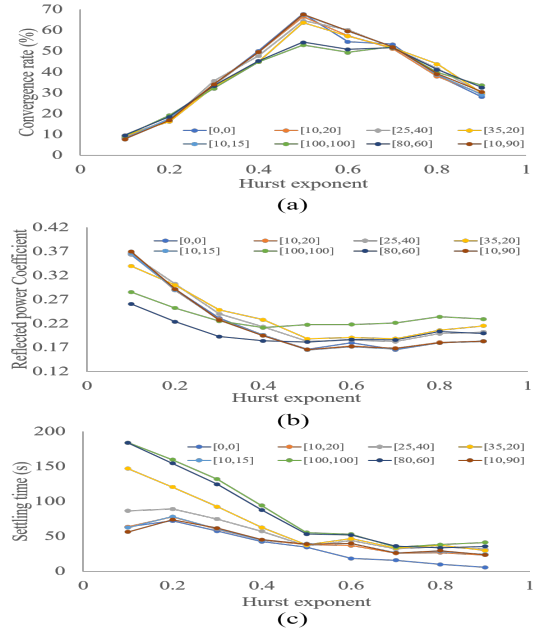 70
60
50
40
30
20
10
0
Convergence rate (%)
[0,0] [10,20] [25,40] [35,20]
[10,15] [100,100] [80,60] [10,90]
0 0.2 0.4 0.6 0.8 1
Hurst exponent
(a)
0.42
0.37
0.32
0.27
0.22
0.17
0.12
Reflected power Coefficient
[0,0] [10,20] [25,40] [35,20]
[10,15] [100,100] [80,60] [10,90]
0 0.2 0.4 0.6 0.8 1
Hurst exponent
(b)
200
150
100
50
0
Settling time (s)
[0,0] [10,20] [25,40] [35,20]
[10,15] [100,100] [80,60] [10,90]
0 0.2 0.4 0.6 0.8 1
Hurst exponent
(c)